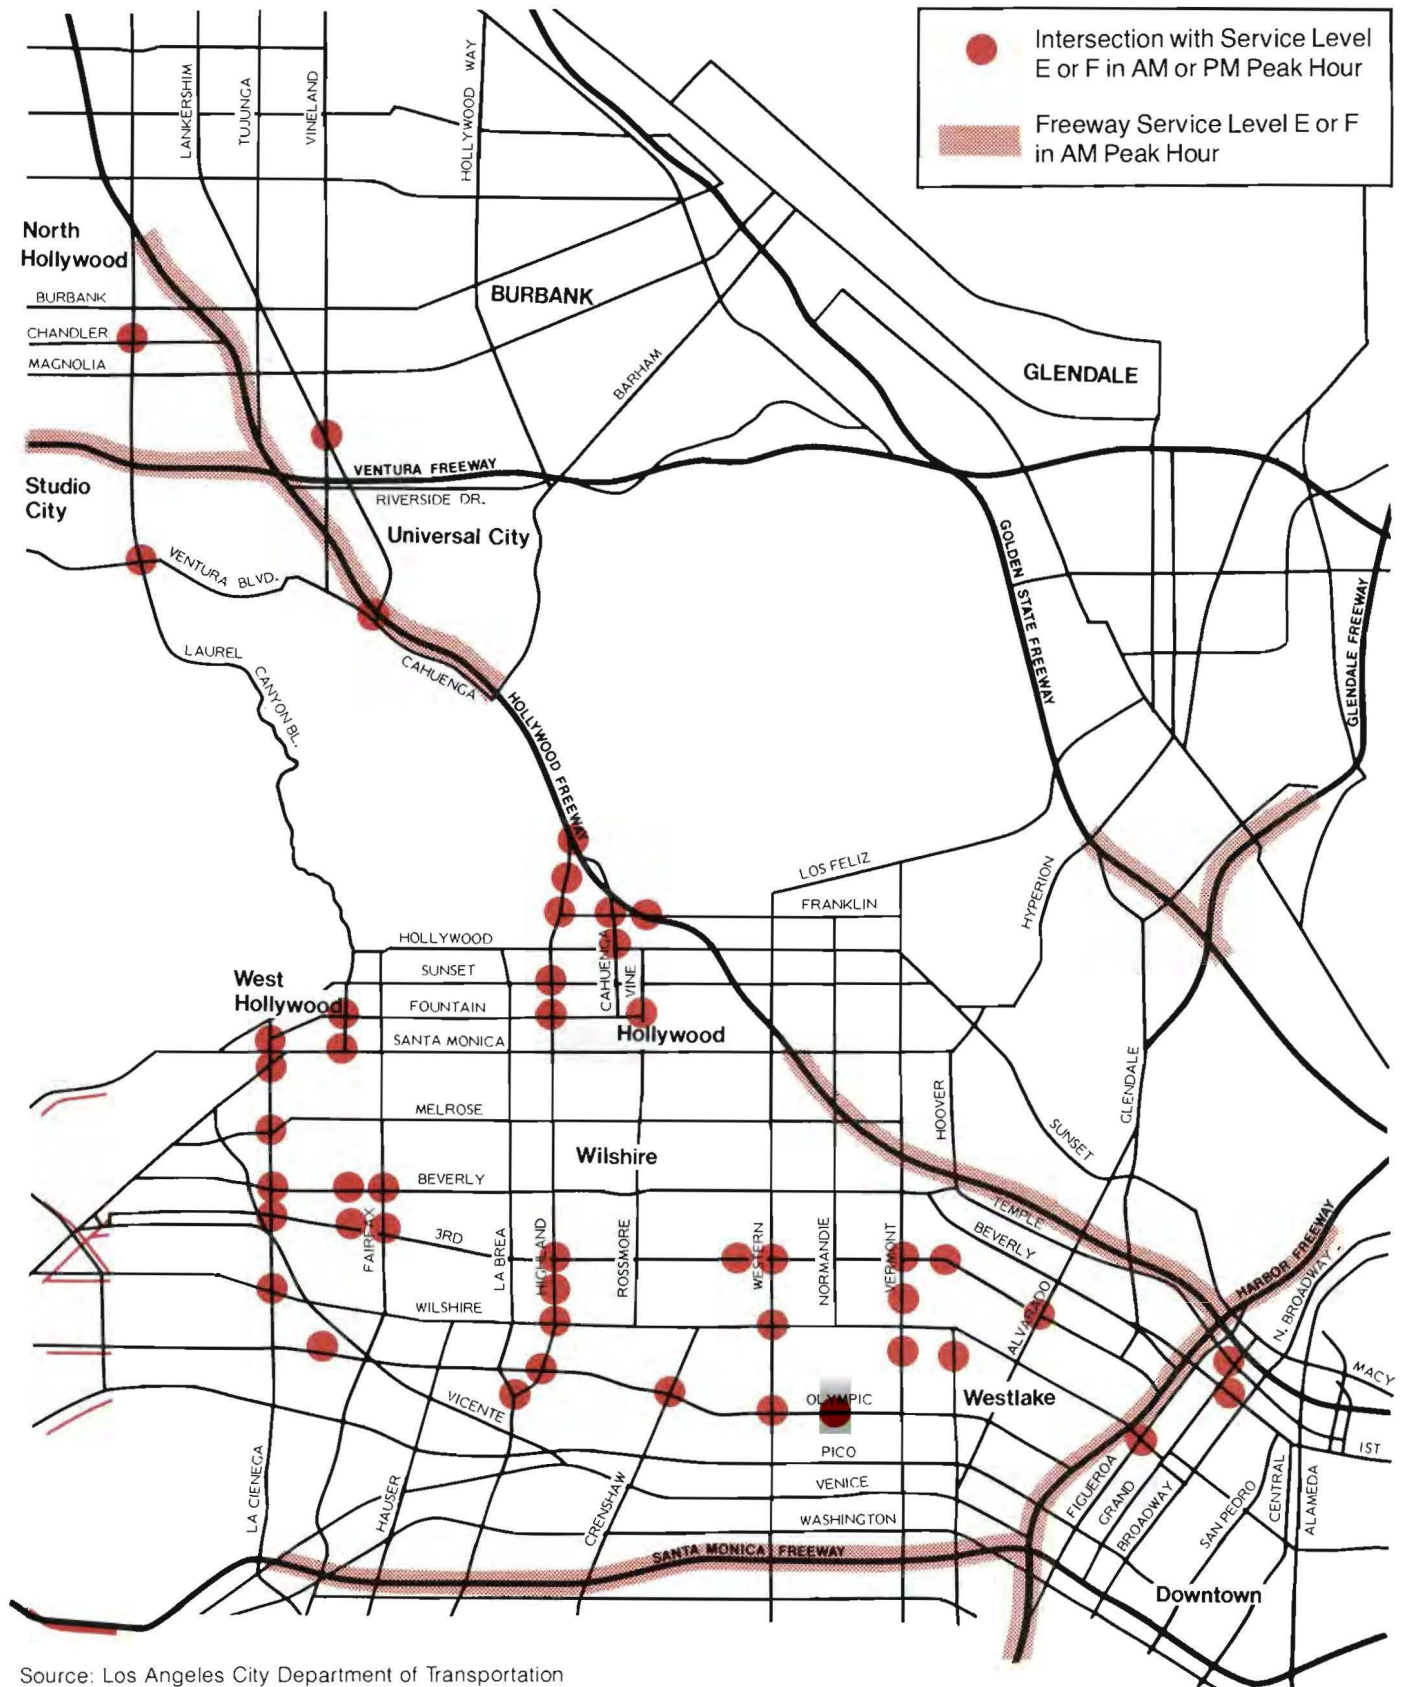 Intersection with Service Level
E or F in AM or PM Peak Hour
Freeway Service Level E or F
in AM Peak Hour
LANKERSHIM
TUJUNGA
VINELAND
HOLLYWOOD WAY
North
Hollywood
BURBANK
CHANDLER
MAGNOLIA
BURBANK
BARHAM
GLENDALE
VENTURA FREEWAY
RIVERSIDE DR.
Studio
City
Universal City
VENTURA BLVD.
GOLDEN STATE FREEWAY
GLENDALE FREEWAY
LAUREL CANYON BL.
CAHUENGA
HOLLYWOOD FREEWAY
LOS FELIZ
FRANKLIN
HYPERION
HOLLYWOOD
SUNSET
FOUNTAIN
SANTA MONICA
CAHUENGA
VINE
West
Hollywood
Hollywood
MELROSE
HOOVER
GLENDALE
SUNSET
Wilshire
BEVERLY
TEMPLE
BEVERLY
3RD
FAIRFAX
LA BREA
HIGHLAND
ROSSMORE
WESTERN
NORMANDIE
VERMONT
ALVARADO
HARBOR FREEWAY
N. BROADWAY
WILSHIRE
MACY
VICENTE
OLYMPIC
Westlake
PICO
1ST
LA CIENEGA
HAUSER
CRENSHAW
VENICE
WASHINGTON
FIGUEROA
GRAND
BROADWAY
SAN PEDRO
CENTRAL
ALAMEDA
SANTA MONICA FREEWAY
Downtown
Source: Los Angeles City Department of Transportation